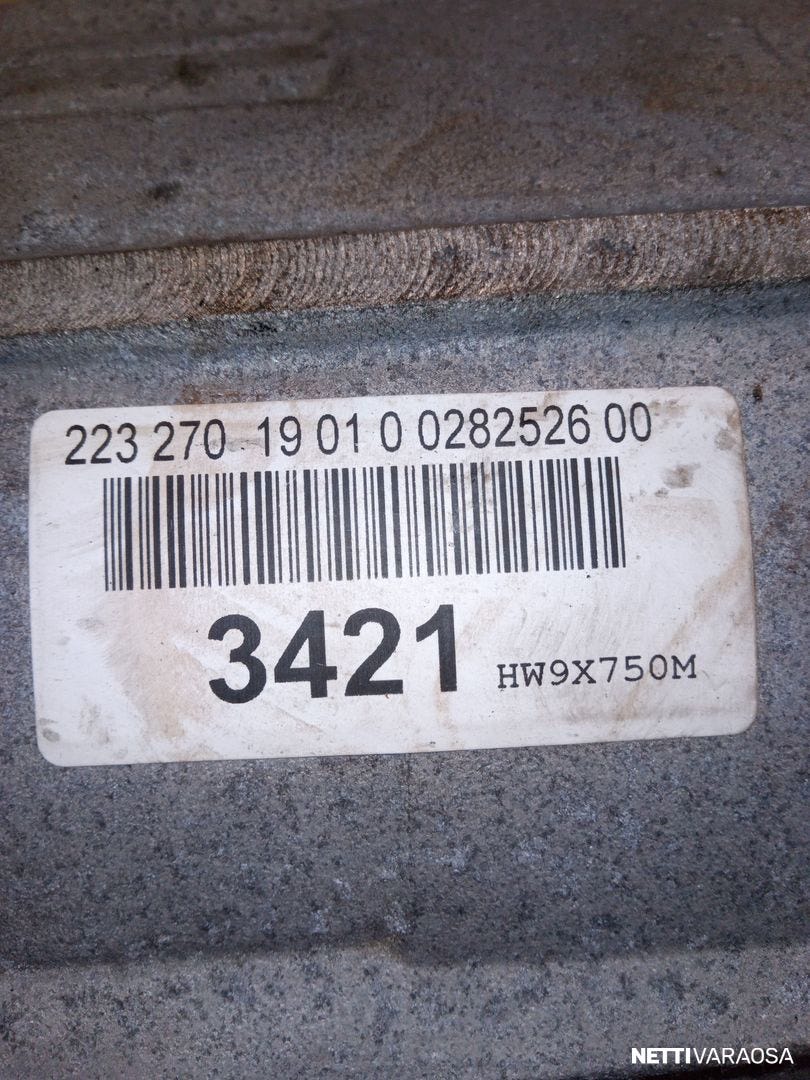 223 270 19 01 0 0282526 00
3421 HW9X750M
NETTIVARAOSA